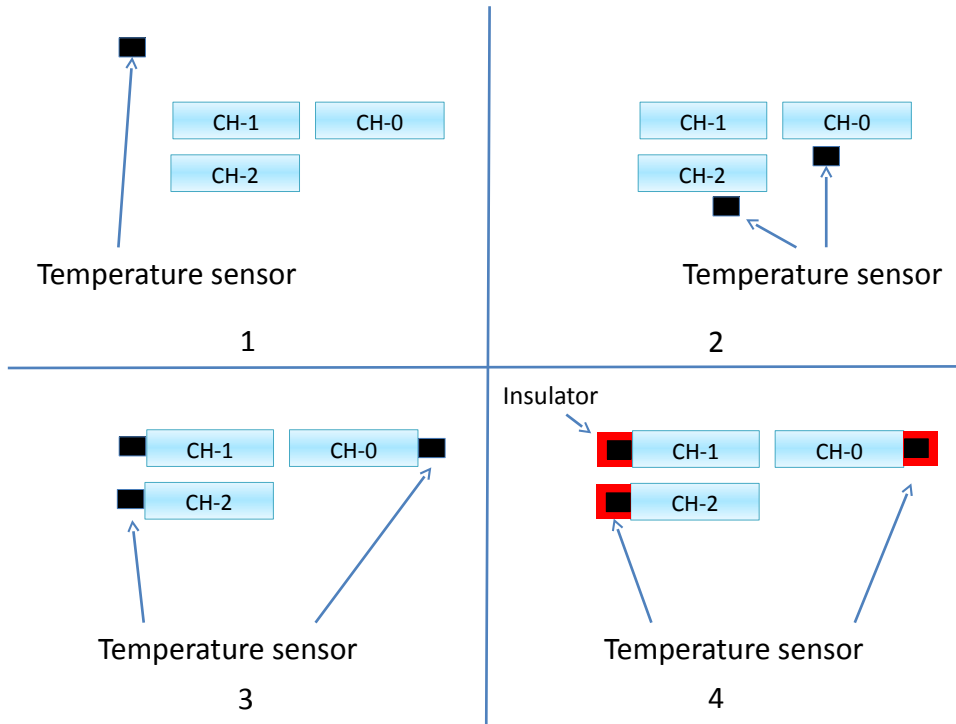 CH-1 CH-0
CH-2
Temperature sensor
1
CH-1 CH-0
CH-2
Temperature sensor
2
CH-1 CH-0
CH-2
Temperature sensor
3
Insulator
CH-1 CH-0
CH-2
Temperature sensor
4